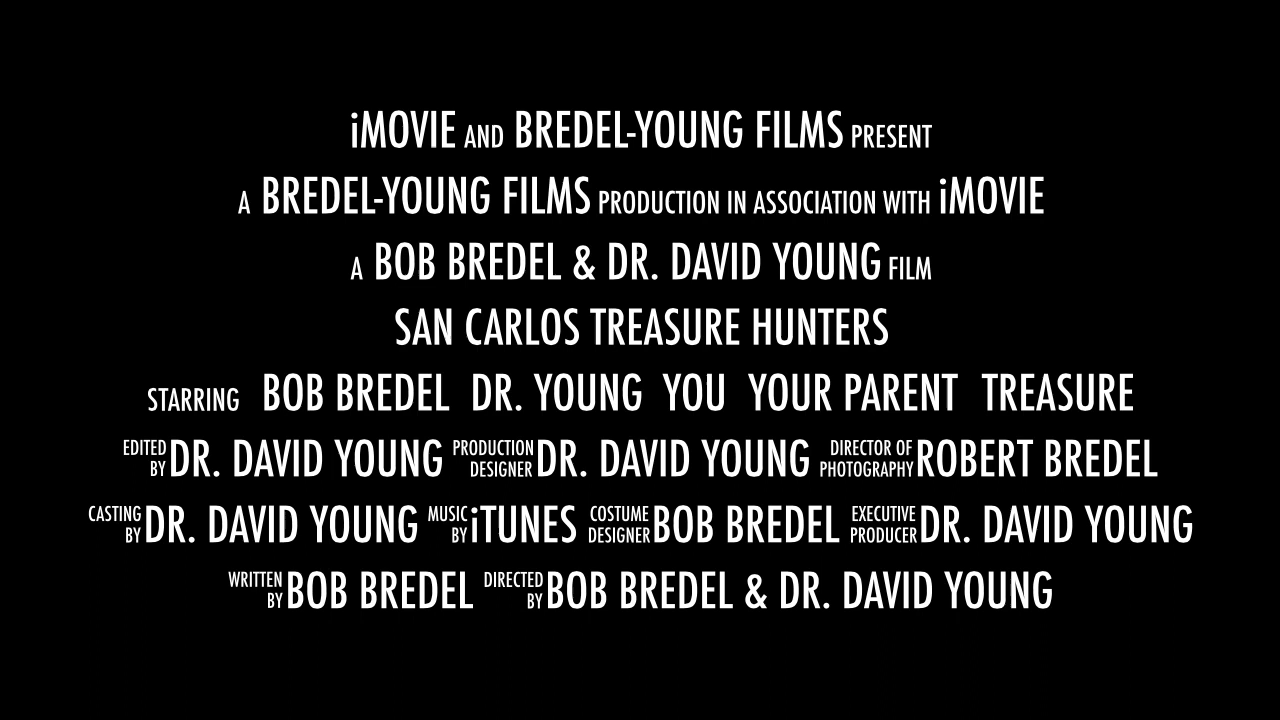 iMOVIE AND BREDEL-YOUNG FILMS PRESENT
A BREDEL-YOUNG FILMS PRODUCTION IN ASSOCIATION WITH iMOVIE
A BOB BREDEL & DR. DAVID YOUNG FILM
SAN CARLOS TREASURE HUNTERS
STARRING BOB BREDEL DR. YOUNG YOU YOUR PARENT TREASURE
EDITED BY DR. DAVID YOUNG PRODUCTION DESIGNER DR. DAVID YOUNG DIRECTOR OF PHOTOGRAPHY ROBERT BREDEL
CASTING BY DR. DAVID YOUNG MUSIC BY iTUNES COSTUME DESIGNER BOB BREDEL EXECUTIVE PRODUCER DR. DAVID YOUNG
WRITTEN BY BOB BREDEL DIRECTED BY BOB BREDEL & DR. DAVID YOUNG